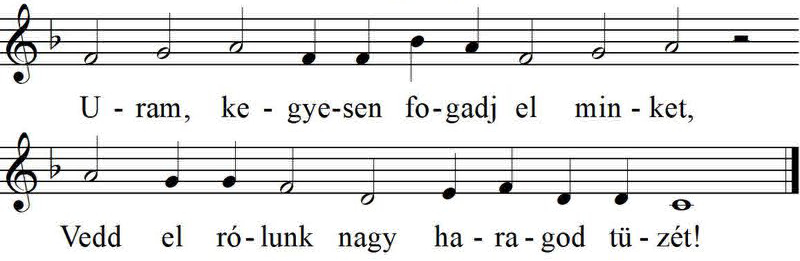 U - ram, ke - gye-sen fo-gadj el min - ket,
Vedd el ró-lunk nagy ha - ra - god tü - zét!